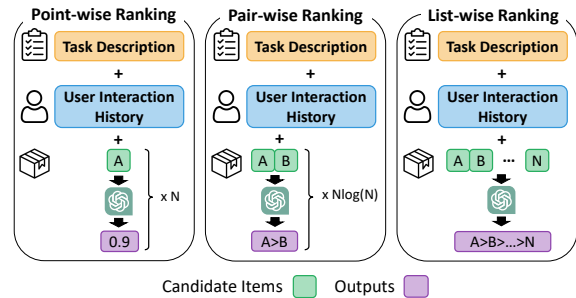 Point-wise Ranking
Task Description
+
User Interaction
History
+
A
x N
0.9
Pair-wise Ranking
Task Description
+
User Interaction
History
+
A B
x Nlog(N)
A>B
List-wise Ranking
Task Description
+
User Interaction
History
+
A B ... N
A>B>...>N
Candidate Items
Outputs